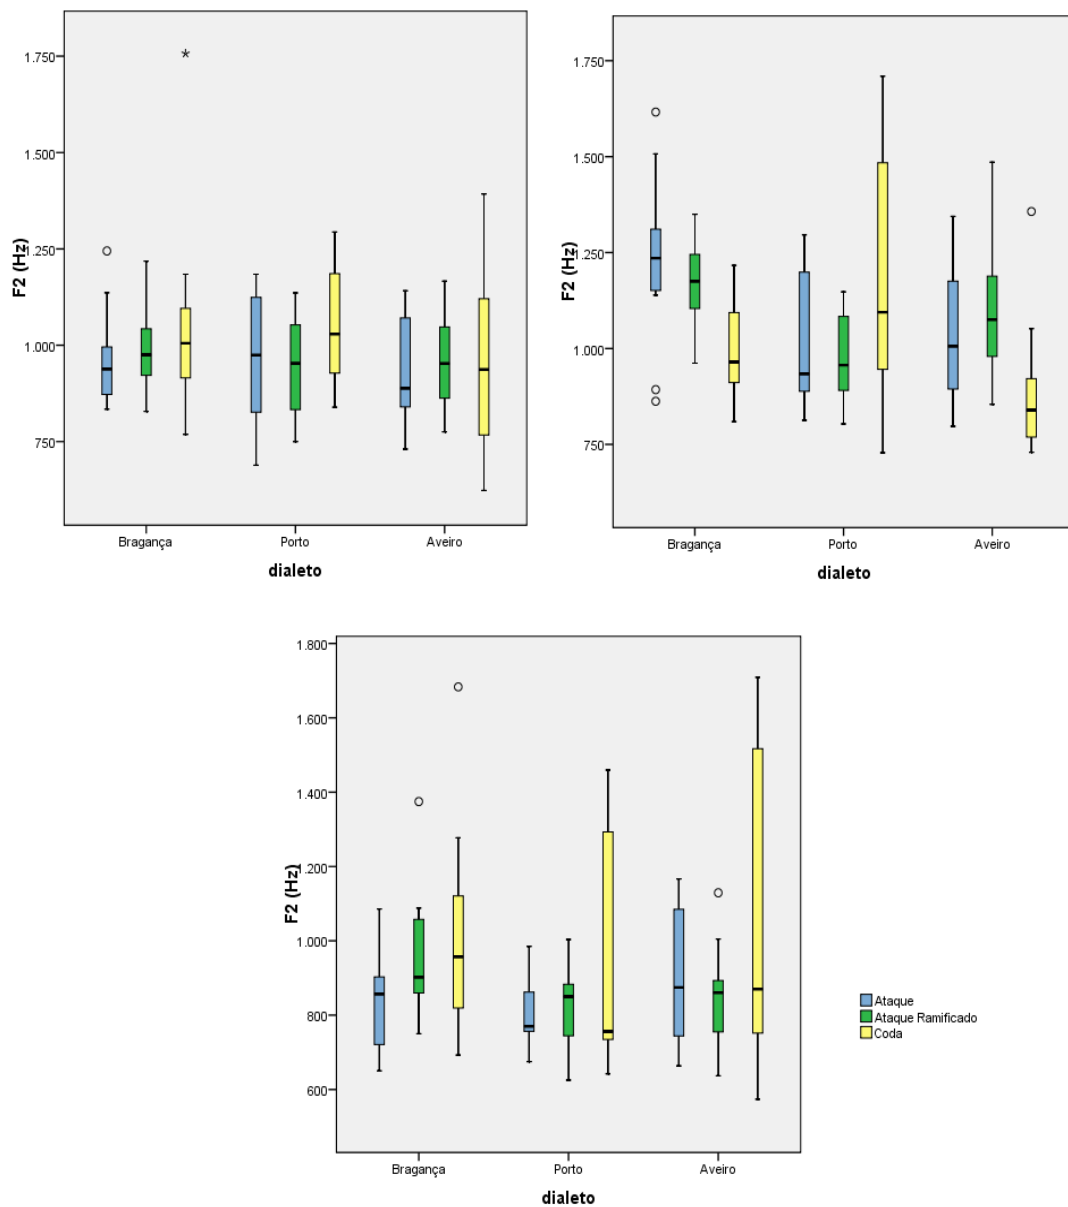 1.750
1.500
1.250
1.000
750
F2 (Hz)
Bragança
Porto
Aveiro
dialeto
1.750
1.500
1.250
1.000
750
F2 (Hz)
Bragança
Porto
Aveiro
dialeto
1.800
1.600
1.400
1.200
1.000
800
600
F2 (Hz)
Bragança
Porto
Aveiro
dialeto
Ataque
Ataque Ramificado
Coda